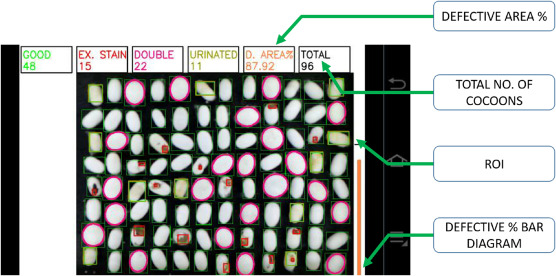 DEFECTIVE AREA %
GOOD EX. STAIN DOUBLE URINATED D. AREA% TOTAL
48 15 22 11 87.92 96
TOTAL NO. OF
COCOONS
ROI
DEFECTIVE % BAR
DIAGRAM